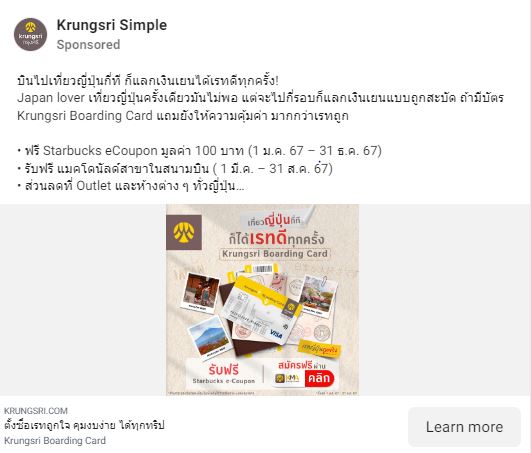 Krungsri Simple
Sponsored
krungsri
กรุงศรี
บินไปเที่ยวญี่ปุ่นกี่ที ก็แลกเงินเยนได้เรทดีทุกครั้ง!
Japan lover เที่ยวญี่ปุ่นครั้งเดียวมันไม่พอ แต่จะไปกี่รอบก็แลกเงินเยนแบบถูกสะบัด ถ้ามีบัตร
Krungsri Boarding Card แถมยังให้ความคุ้มค่า มากกว่าเรทถูก
• ฟรี Starbucks eCoupon มูลค่า 100 บาท (1 ม.ค. 67 – 31 ธ.ค. 67)
• รับฟรี แมคโดนัลด์สาขาในสนามบิน ( 1 มี.ค. – 31 ส.ค. 67)
• ส่วนลดที่ Outlet และห้างต่าง ๆ ทั่วญี่ปุ่น...
เที่ยวญี่ปุ่นกี่ที
ก็ได้เรทดีทุกครั้ง
Krungsri Boarding Card
VISA
รับฟรี
Starbucks e-Coupon
สมัครฟรีผ่าน
KMA
คลิก
KRUNGSRI.COM
ตั้งชื่อเรทถูกใจ คุมงบง่าย ได้ทุกทริป
Krungsri Boarding Card
Learn more